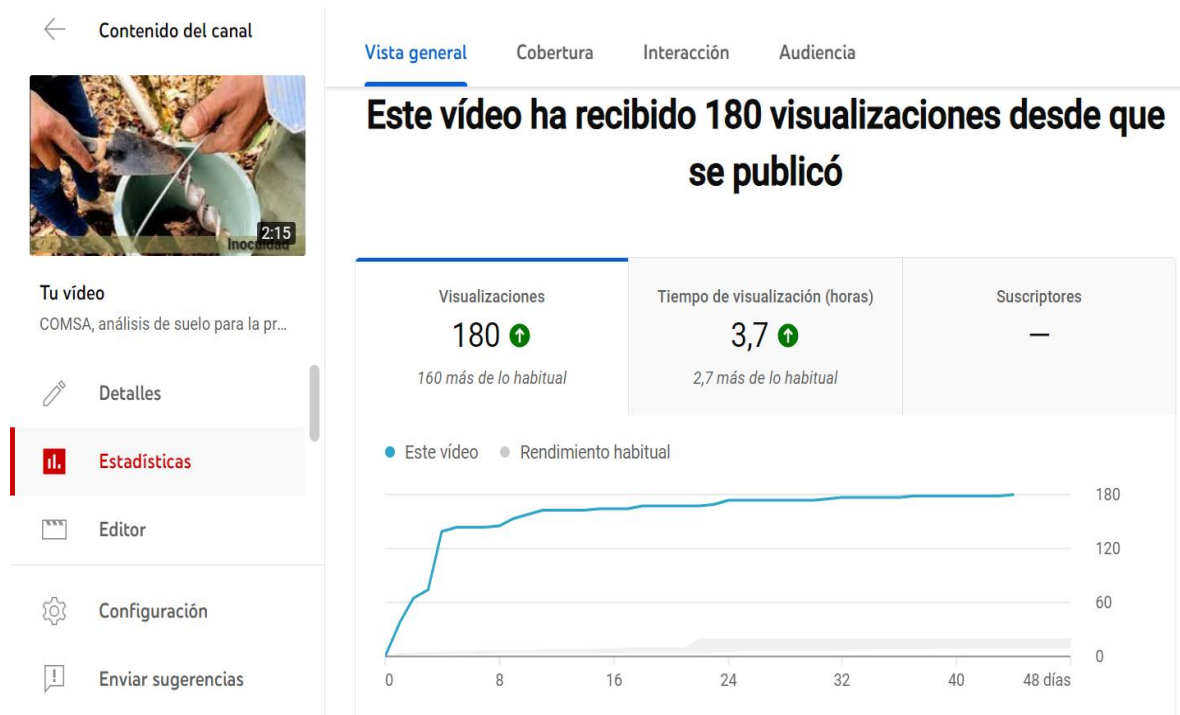 Contenido del canal
2:15
Inocuidad
Tu vídeo
COMSA, análisis de suelo para la pr...
Detalles
Estadísticas
Editor
Configuración
Enviar sugerencias
Vista general
Cobertura
Interacción
Audiencia
Este vídeo ha recibido 180 visualizaciones desde que
se publicó
Visualizaciones
180
160 más de lo habitual
Tiempo de visualización (horas)
3,7
2,7 más de lo habitual
Suscriptores
—
Este vídeo
Rendimiento habitual
180
120
60
0
0 8 16 24 32 40 48 días